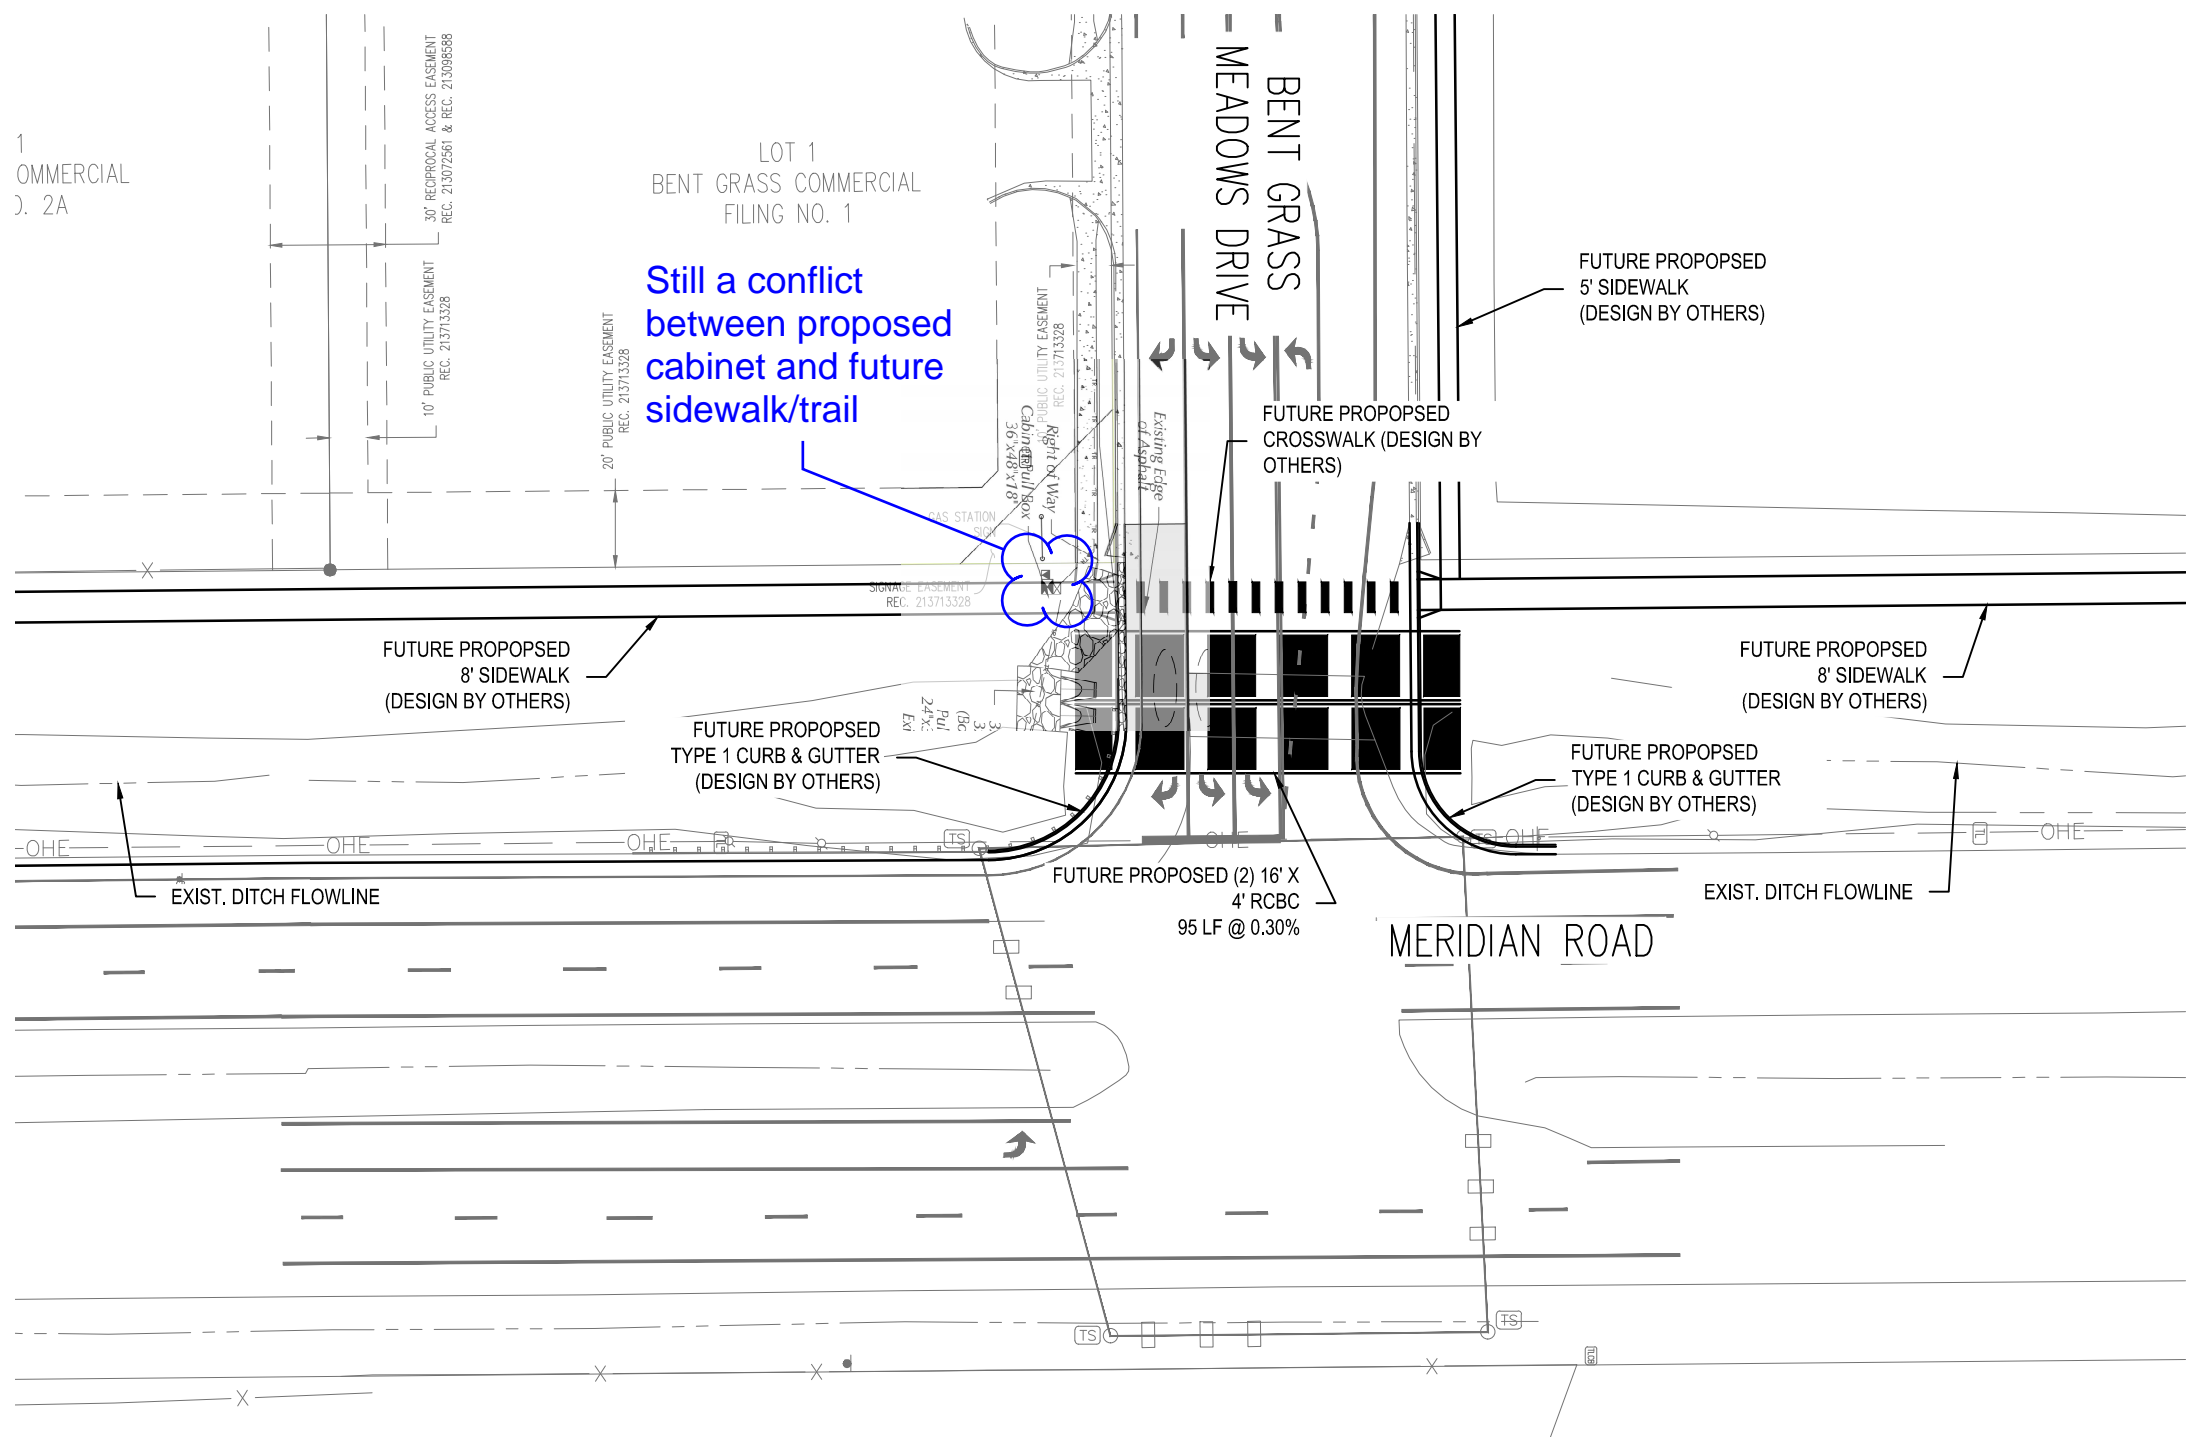 1
OMMERCIAL
O. 2A
30' RECIPROCAL ACCESS EASEMENT
REC. 213072561 & REC. 213098588
10' PUBLIC UTILITY EASEMENT
REC. 213713328
20' PUBLIC UTILITY EASEMENT
REC. 213713328
LOT 1
BENT GRASS COMMERCIAL
FILING NO. 1
Still a conflict
between proposed
cabinet and future
sidewalk/trail
PUBLIC UTILITY EASEMENT
REC. 213713328
Right of Way
36"x48"x18"
Existing Edge
of Asphalt
BENT GRASS
MEADOWS DRIVE
FUTURE PROPOPSED
5' SIDEWALK
(DESIGN BY OTHERS)
FUTURE PROPOPSED
CROSSWALK (DESIGN BY
OTHERS)
GAS STATION
SIGN
SIGNAGE EASEMENT
REC. 213713328
FUTURE PROPOPSED
8' SIDEWALK
(DESIGN BY OTHERS)
FUTURE PROPOPSED
8' SIDEWALK
(DESIGN BY OTHERS)
FUTURE PROPOPSED
TYPE 1 CURB & GUTTER
(DESIGN BY OTHERS)
FUTURE PROPOPSED
TYPE 1 CURB & GUTTER
(DESIGN BY OTHERS)
OHE
OHE
OHE
TS
OHE
TS
OHE
TL
OHE
EXIST. DITCH FLOWLINE
FUTURE PROPOSED (2) 16' X
4' RCBC
95 LF @ 0.30%
EXIST. DITCH FLOWLINE
MERIDIAN ROAD
TS
TS